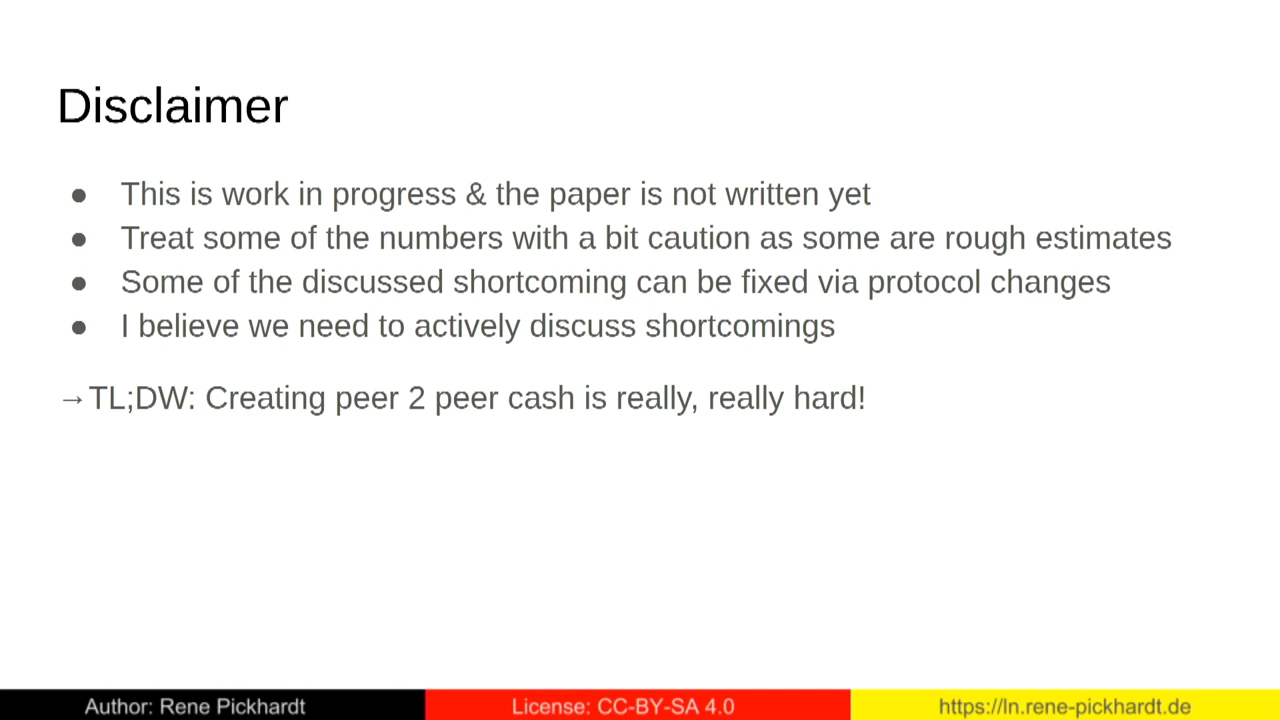 Disclaimer
● This is work in progress & the paper is not written yet
● Treat some of the numbers with a bit caution as some are rough estimates
● Some of the discussed shortcoming can be fixed via protocol changes
● I believe we need to actively discuss shortcomings
→TL;DW: Creating peer 2 peer cash is really, really hard!
Author: Rene Pickhardt
License: CC-BY-SA 4.0
https://ln.rene-pickhardt.de